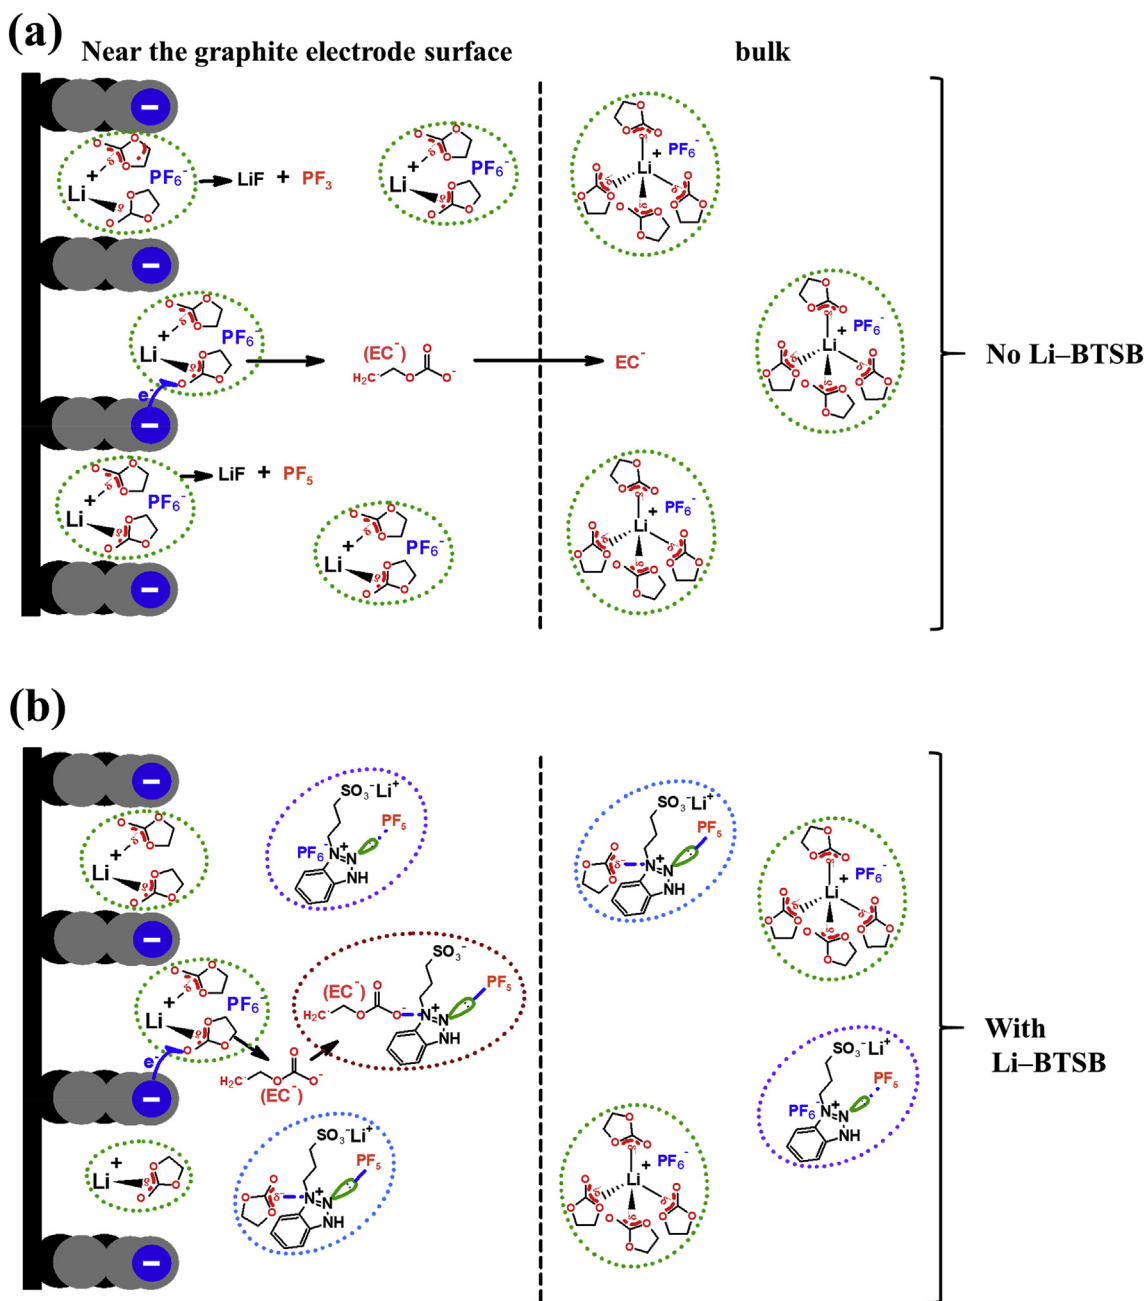 (a)
Near the graphite electrode surface
bulk
Li + δ⁻ O O O O O O PF₆⁻ → LiF + PF₃
Li + δ⁻ O O O O O O PF₆⁻
O O O δ⁻ Li + PF₆⁻
Li + δ⁻ O O O O O O PF₆⁻
e⁻
(EC⁻)
H₂C O O O⁻
EC⁻
Li + PF₆⁻ δ⁻ O O O
No Li–BTSB
Li + δ⁻ O O O O O O PF₆⁻
LiF + PF₅
Li + δ⁻ O O O O O O PF₆⁻
Li + PF₆⁻ δ⁻ O O O
(b)
SO₃⁻Li⁺
PF₅
PF₆⁻ N⁺ N NH
SO₃⁻Li⁺
PF₅
O O O δ⁻ N⁺ N NH
Li + δ⁻ O O O O O O
Li + PF₆⁻ δ⁻ O O O
Li + δ⁻ O O O O O O PF₆⁻
e⁻
H₂C O O O⁻
(EC⁻)
SO₃⁻
(EC⁻)
PF₅
H₂C O O O⁻ N⁺ N NH
With
Li–BTSB
SO₃⁻Li⁺
PF₅
PF₆⁻ N⁺ N NH
Li + O O O
SO₃⁻Li⁺
PF₅
O O O δ⁻ N⁺ N NH
Li + PF₆⁻ δ⁻ O O O